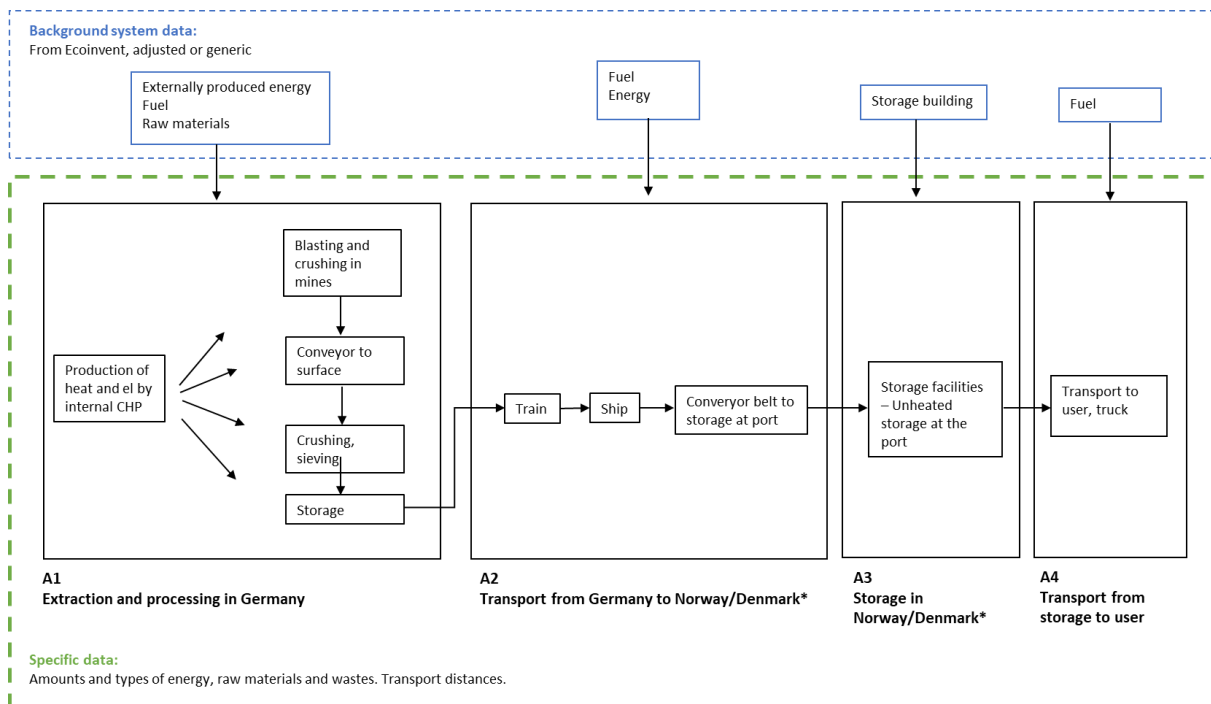 Background system data:
From Ecoinvent, adjusted or generic
Externally produced energy
Fuel
Raw materials
Fuel
Energy
Storage building
Fuel
Blasting and
crushing in
mines
Production of
heat and el by
internal CHP
Conveyor to
surface
Crushing,
sieving
Storage
Train
Ship
Converyor belt to
storage at port
Storage facilities
– Unheated
storage at the
port
Transport to
user, truck
A1
Extraction and processing in Germany
A2
Transport from Germany to Norway/Denmark*
A3
Storage in
Norway/Denmark*
A4
Transport from
storage to user
Specific data:
Amounts and types of energy, raw materials and wastes. Transport distances.